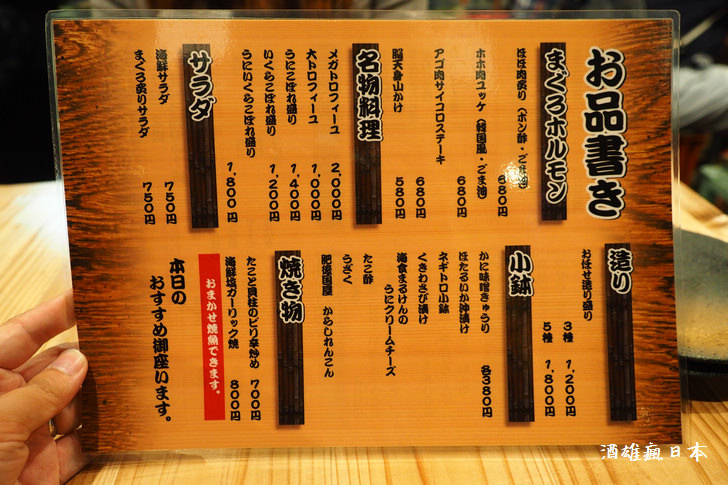 お品書き
まぐろホルモン
ほほ肉炙り(ポン酢・ごま油) 680円
ホホ肉ユッケ(韓国風・ごま油) 680円
アゴ肉サイコロステーキ 680円
脳天身山かけ 580円
名物料理
メガトロフィーユ 2,000円
大トロフィーユ 1,000円
うにこぼれ盛り 1,400円
いくらこぼれ盛り 1,200円
うにいくらこぼれ盛り 1,800円
サラダ
海鮮サラダ 750円
まぐろ炙りサラダ 750円
造り
おまかせ造り盛り
3種 1,200円
5種 1,800円
小鉢
かに味噌きゅうり
ほたるいか沖漬け
ネギトロ小鉢
くきわさび漬け
海食まるけんの
うにクリームチーズ
たこ酢
うざく
肥後国屋 からしれんこん
各380円
焼き物
たこと貝柱のピリ辛炒め 700円
海鮮塩ガーリック焼 800円
おまかせ焼魚できます。
本日の
おすすめ御座います。
酒雄瘋日本